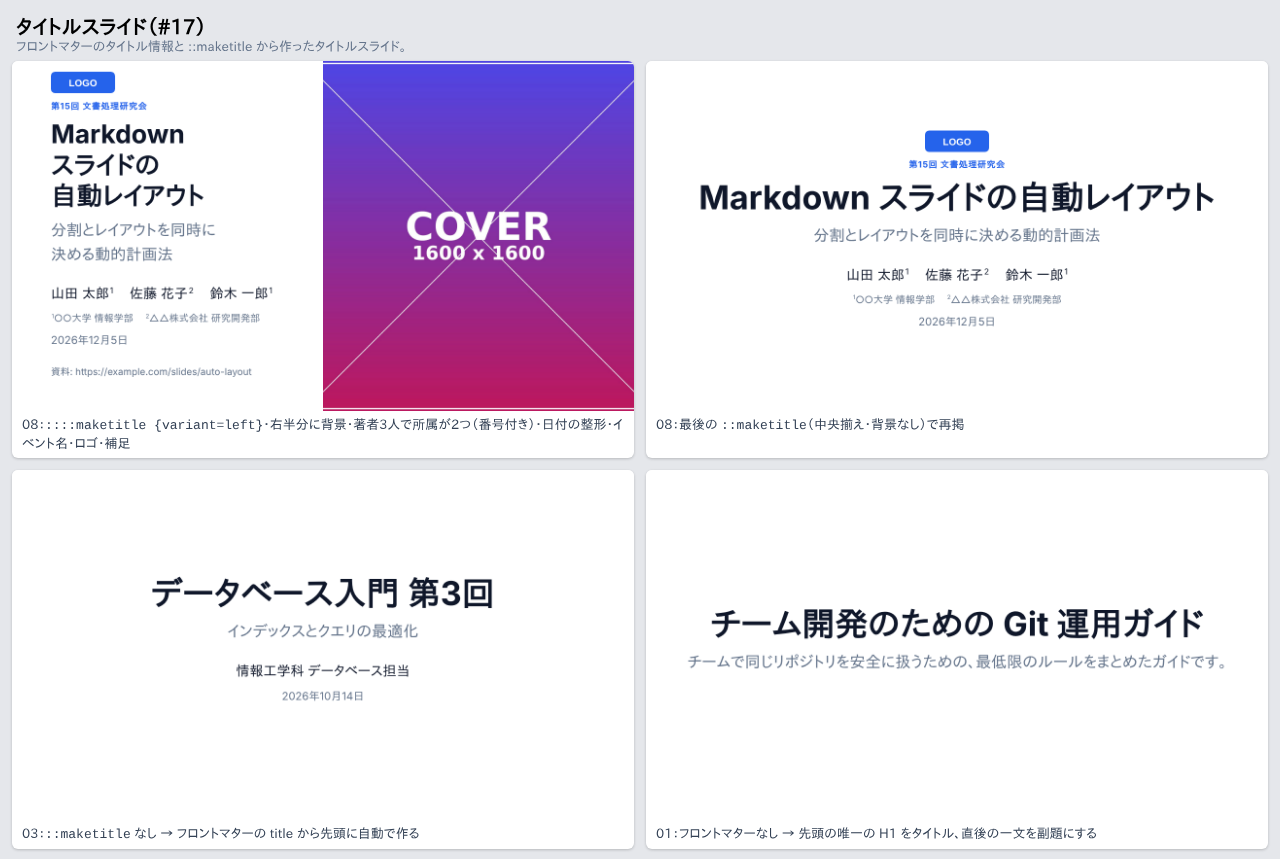 タイトルスライド(#17)
フロントマターのタイトル情報と ::maketitle から作ったタイトルスライド。
LOGO
第15回 文書処理研究会
Markdown
スライドの
自動レイアウト
分割とレイアウトを同時に
決める動的計画法
山田 太郎¹ 佐藤 花子² 鈴木 一郎¹
¹○○大学 情報学部 ²△△株式会社 研究開発部
2026年12月5日
資料: https://example.com/slides/auto-layout
COVER
1600 x 1600
08:::::maketitle {variant=left}・右半分に背景・著者3人で所属が2つ(番号付き)・日付の整形・イ
ベント名・ロゴ・補足
LOGO
第15回 文書処理研究会
Markdown スライドの自動レイアウト
分割とレイアウトを同時に決める動的計画法
山田 太郎¹ 佐藤 花子² 鈴木 一郎¹
¹○○大学 情報学部 ²△△株式会社 研究開発部
2026年12月5日
08:最後の ::maketitle(中央揃え・背景なし)で再掲
データベース入門 第3回
インデックスとクエリの最適化
情報工学科 データベース担当
2026年10月14日
03:::maketitle なし → フロントマターの title から先頭に自動で作る
チーム開発のための Git 運用ガイド
チームで同じリポジトリを安全に扱うための、最低限のルールをまとめたガイドです。
01:フロントマターなし → 先頭の唯一の H1 をタイトル、直後の一文を副題にする